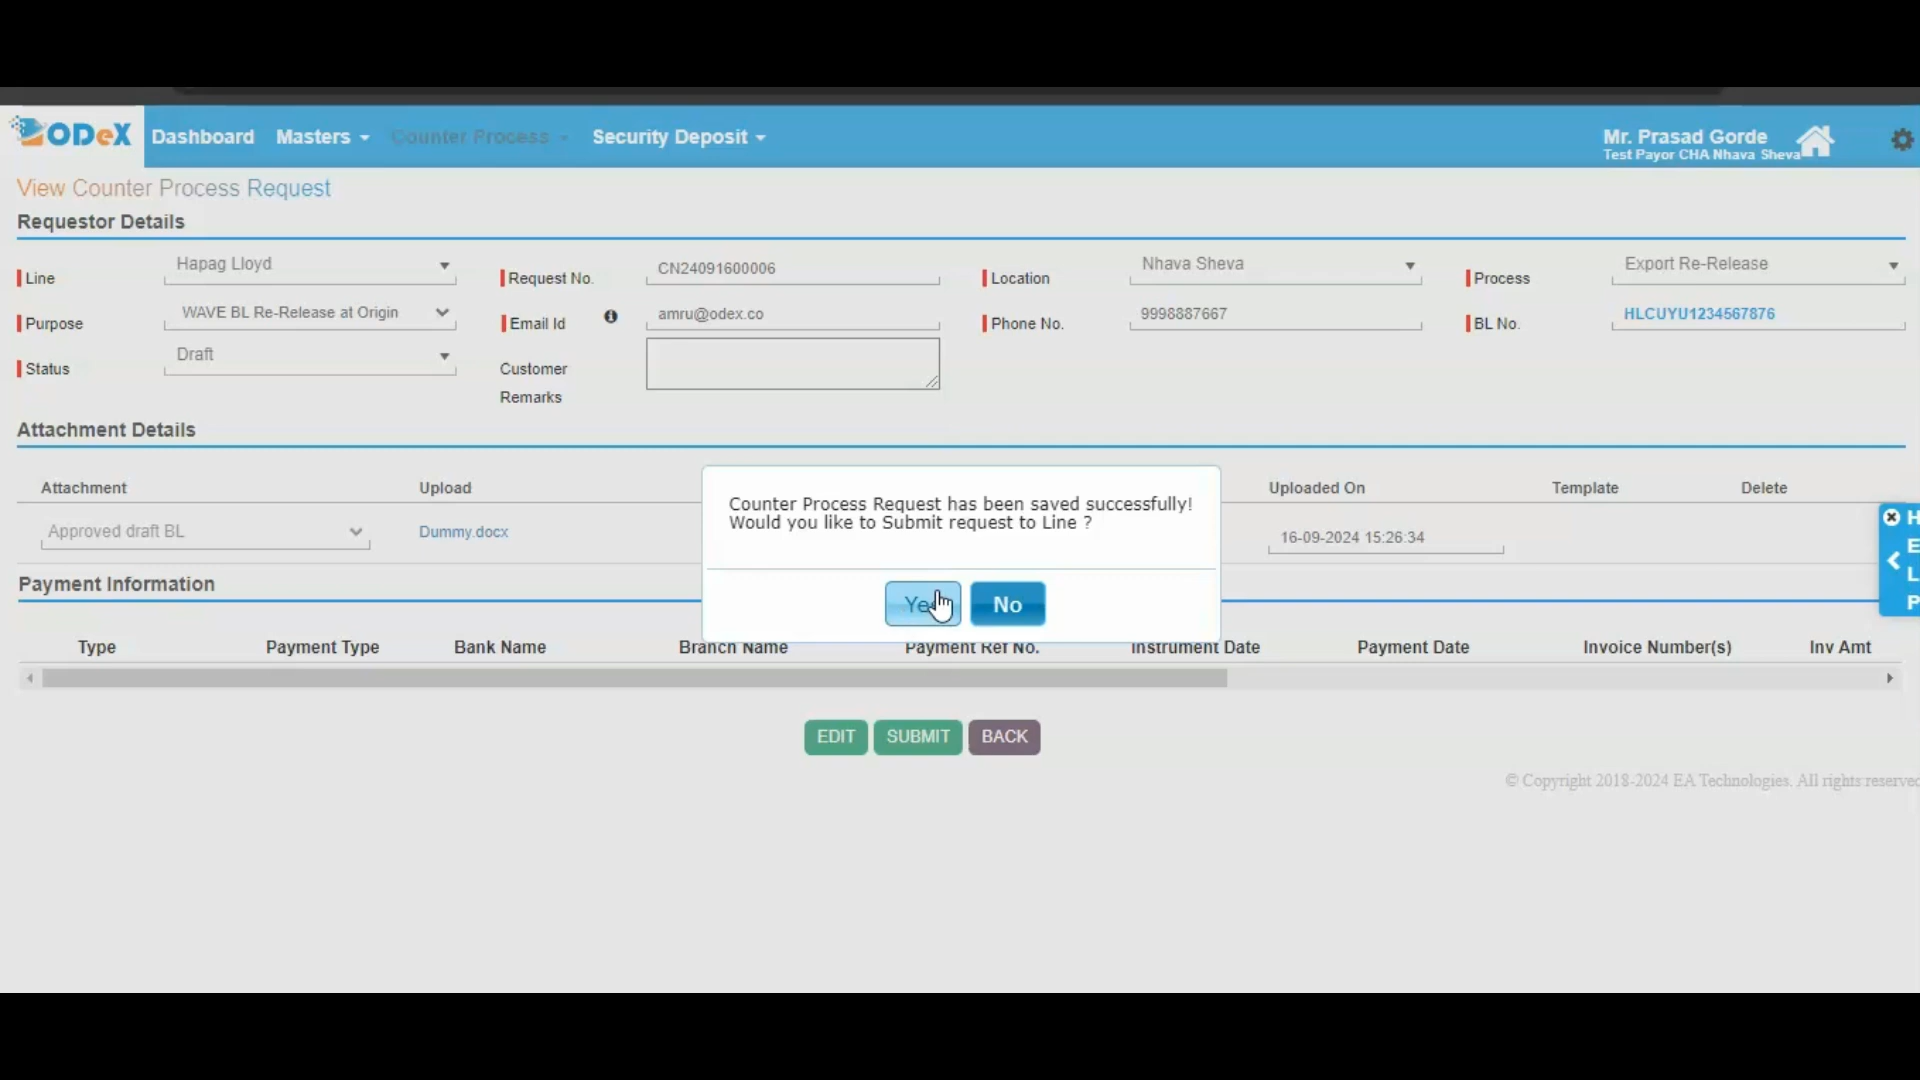 ODeX Dashboard Masters Counter Process Security Deposit Mr. Prasad Gorde
Test Payor CHA Nhava Sheva
View Counter Process Request
Requestor Details
Line Hapag Lloyd Request No. CN24091600006 Location Nhava Sheva Process Export Re-Release
Purpose WAVE BL Re-Release at Origin Email Id amru@odex.co Phone No. 9998887667 BL No. HLCUYU1234567876
Status Draft Customer
Remarks
Attachment Details
Attachment Upload Uploaded On Template Delete
Approved draft BL Dummy.docx 16-09-2024 15:26:34
Counter Process Request has been saved successfully!
Would you like to Submit request to Line ?
No
H
E
L
P
Payment Information
Type Payment Type Bank Name Branch Name Payment Ref No. Instrument Date Payment Date Invoice Number(s) Inv Amt
EDIT SUBMIT BACK
© Copyright 2018-2024 EA Technologies. All rights reserved